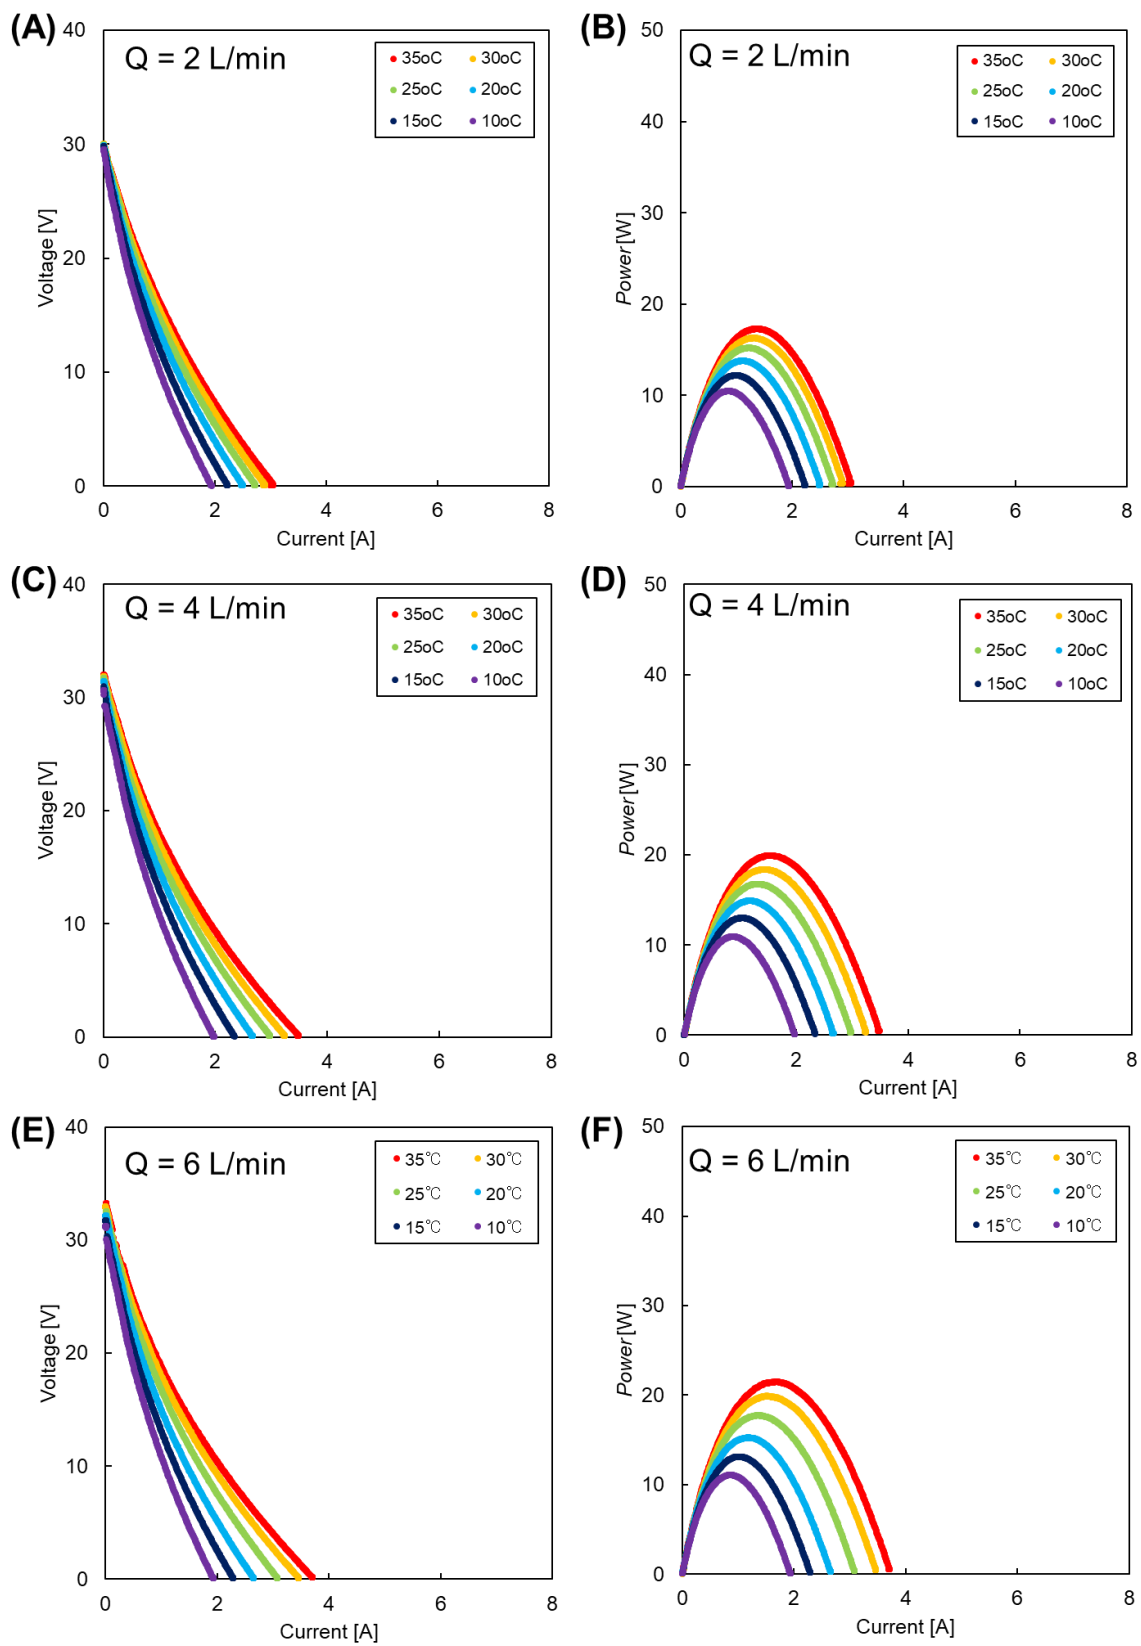 (A)
Q = 2 L/min
35oC 30oC
25oC 20oC
15oC 10oC
40
30
20
10
0
Voltage [V]
0 2 4 6 8
Current [A]
(B)
Q = 2 L/min
35oC 30oC
25oC 20oC
15oC 10oC
50
40
30
20
10
0
Power [W]
0 2 4 6 8
Current [A]
(C)
Q = 4 L/min
35oC 30oC
25oC 20oC
15oC 10oC
40
30
20
10
0
Voltage [V]
0 2 4 6 8
Current [A]
(D)
Q = 4 L/min
35oC 30oC
25oC 20oC
15oC 10oC
50
40
30
20
10
0
Power [W]
0 2 4 6 8
Current [A]
(E)
Q = 6 L/min
35℃ 30℃
25℃ 20℃
15℃ 10℃
40
30
20
10
0
Voltage [V]
0 2 4 6 8
Current [A]
(F)
Q = 6 L/min
35℃ 30℃
25℃ 20℃
15℃ 10℃
50
40
30
20
10
0
Power [W]
0 2 4 6 8
Current [A]